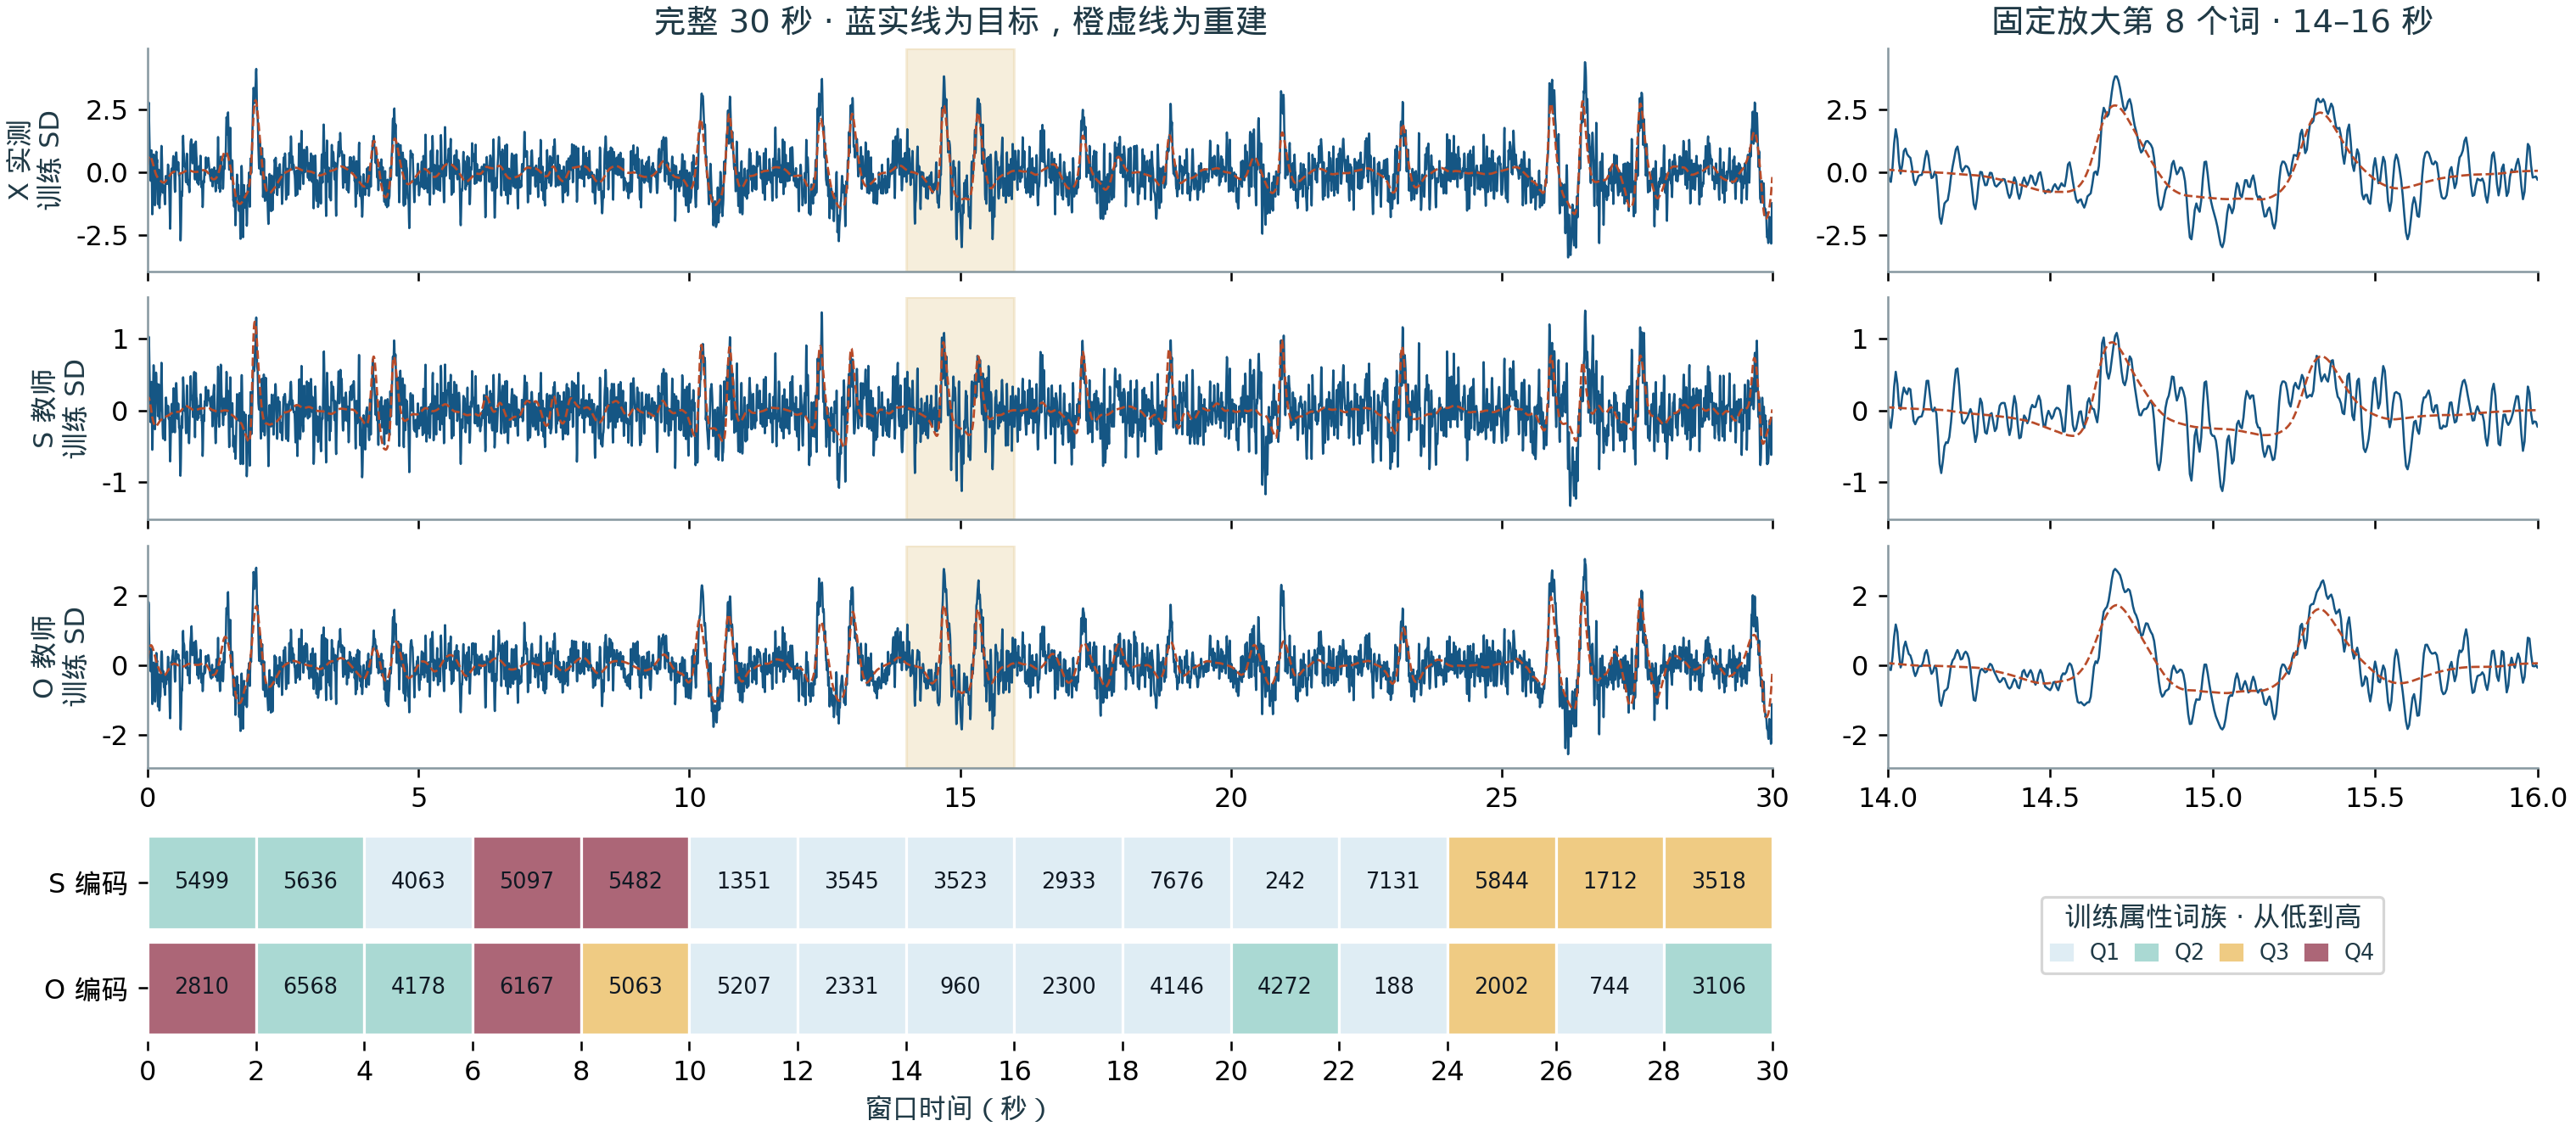 完整 30 秒 · 蓝实线为目标，橙虚线为重建
固定放大第 8 个词 · 14–16 秒
X 实测
训练 SD
2.5
0.0
-2.5
2.5
0.0
-2.5
S 教师
训练 SD
1
0
-1
1
0
-1
O 教师
训练 SD
2
0
-2
2
0
-2
0 5 10 15 20 25 30
14.0 14.5 15.0 15.5 16.0
S 编码 5499 5636 4063 5097 5482 1351 3545 3523 2933 7676 242 7131 5844 1712 3518
O 编码 2810 6568 4178 6167 5063 5207 2331 960 2300 4146 4272 188 2002 744 3106
0 2 4 6 8 10 12 14 16 18 20 22 24 26 28 30
窗口时间（秒）
训练属性词族 · 从低到高
Q1 Q2 Q3 Q4